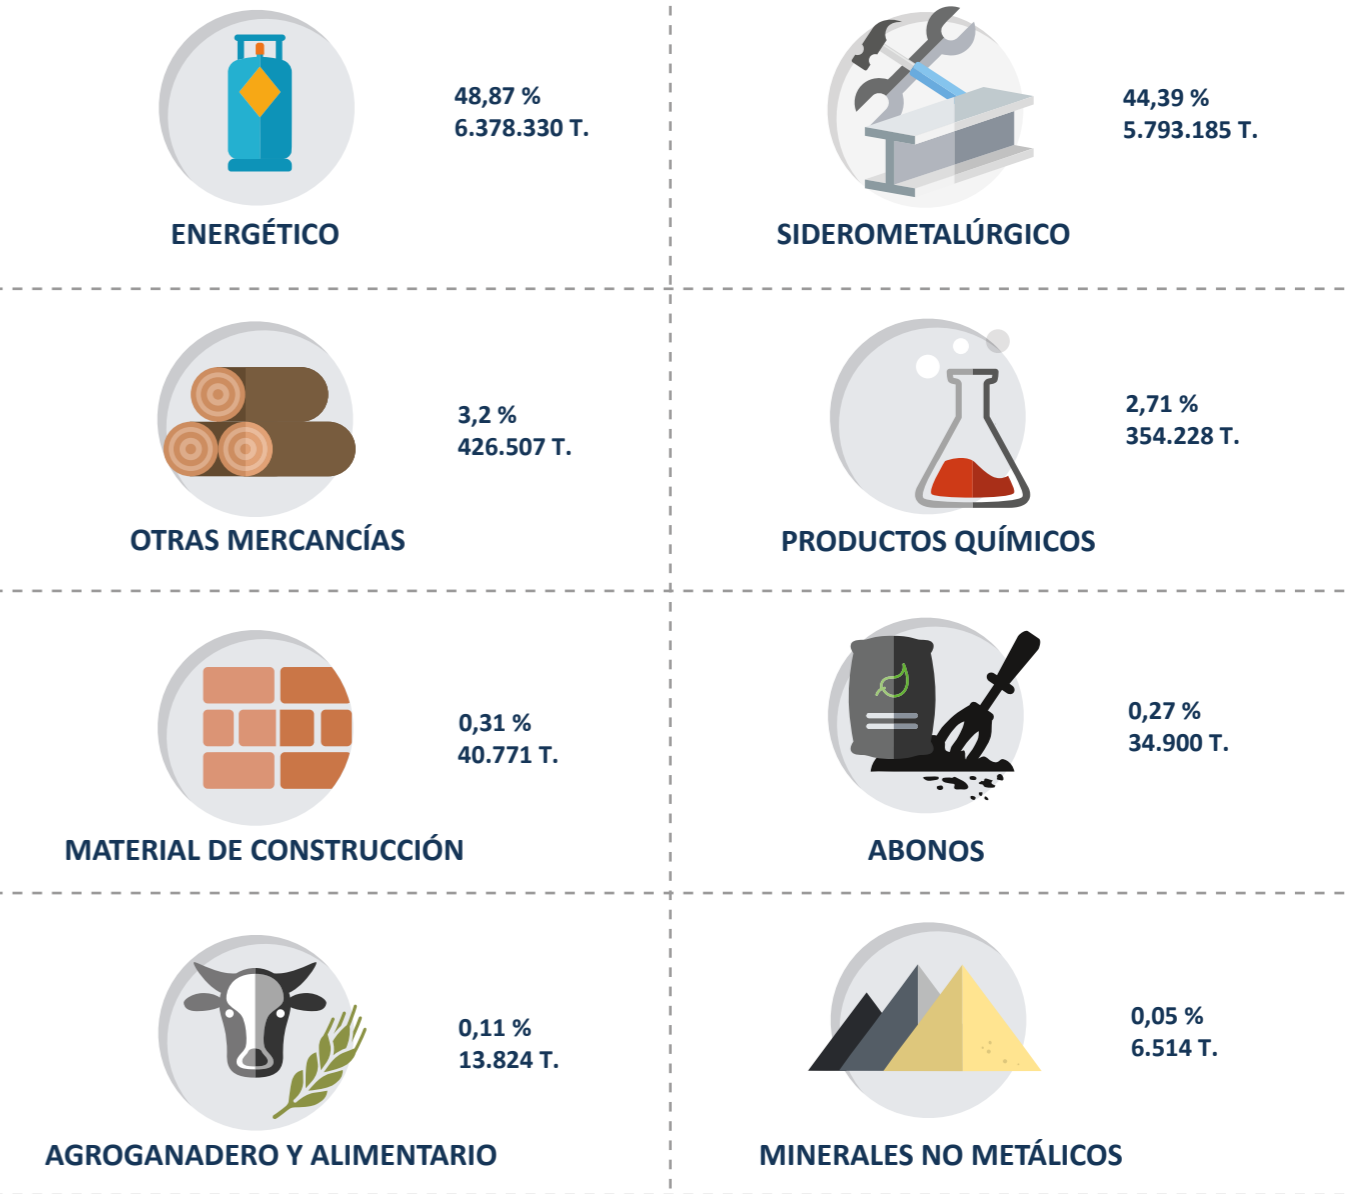 48,87 %
6.378.330 T.
ENERGÉTICO
44,39 %
5.793.185 T.
SIDEROMETALÚRGICO
3,2 %
426.507 T.
OTRAS MERCANCÍAS
2,71 %
354.228 T.
PRODUCTOS QUÍMICOS
0,31 %
40.771 T.
MATERIAL DE CONSTRUCCIÓN
0,27 %
34.900 T.
ABONOS
0,11 %
13.824 T.
AGROGANADERO Y ALIMENTARIO
0,05 %
6.514 T.
MINERALES NO METÁLICOS